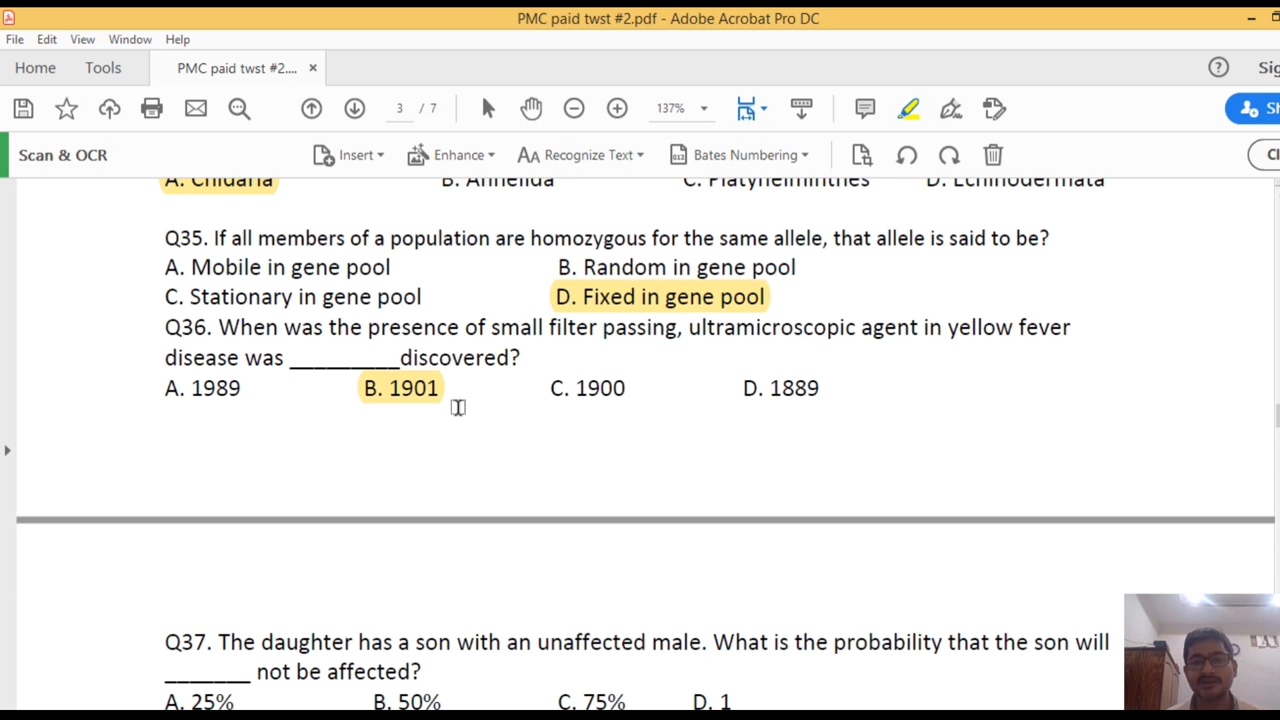 PMC paid twst #2.pdf - Adobe Acrobat Pro DC
File Edit View Window Help
Home Tools PMC paid twst #2.... × ?
3 / 7 137%
Scan & OCR Insert Enhance Recognize Text Bates Numbering
A. Cnidaria B. Annelida C. Platyhelminthes D. Echinodermata
Q35. If all members of a population are homozygous for the same allele, that allele is said to be?
A. Mobile in gene pool B. Random in gene pool
C. Stationary in gene pool D. Fixed in gene pool
Q36. When was the presence of small filter passing, ultramicroscopic agent in yellow fever
disease was _________discovered?
A. 1989 B. 1901 C. 1900 D. 1889
Q37. The daughter has a son with an unaffected male. What is the probability that the son will
_______ not be affected?
A. 25% B. 50% C. 75% D. 1